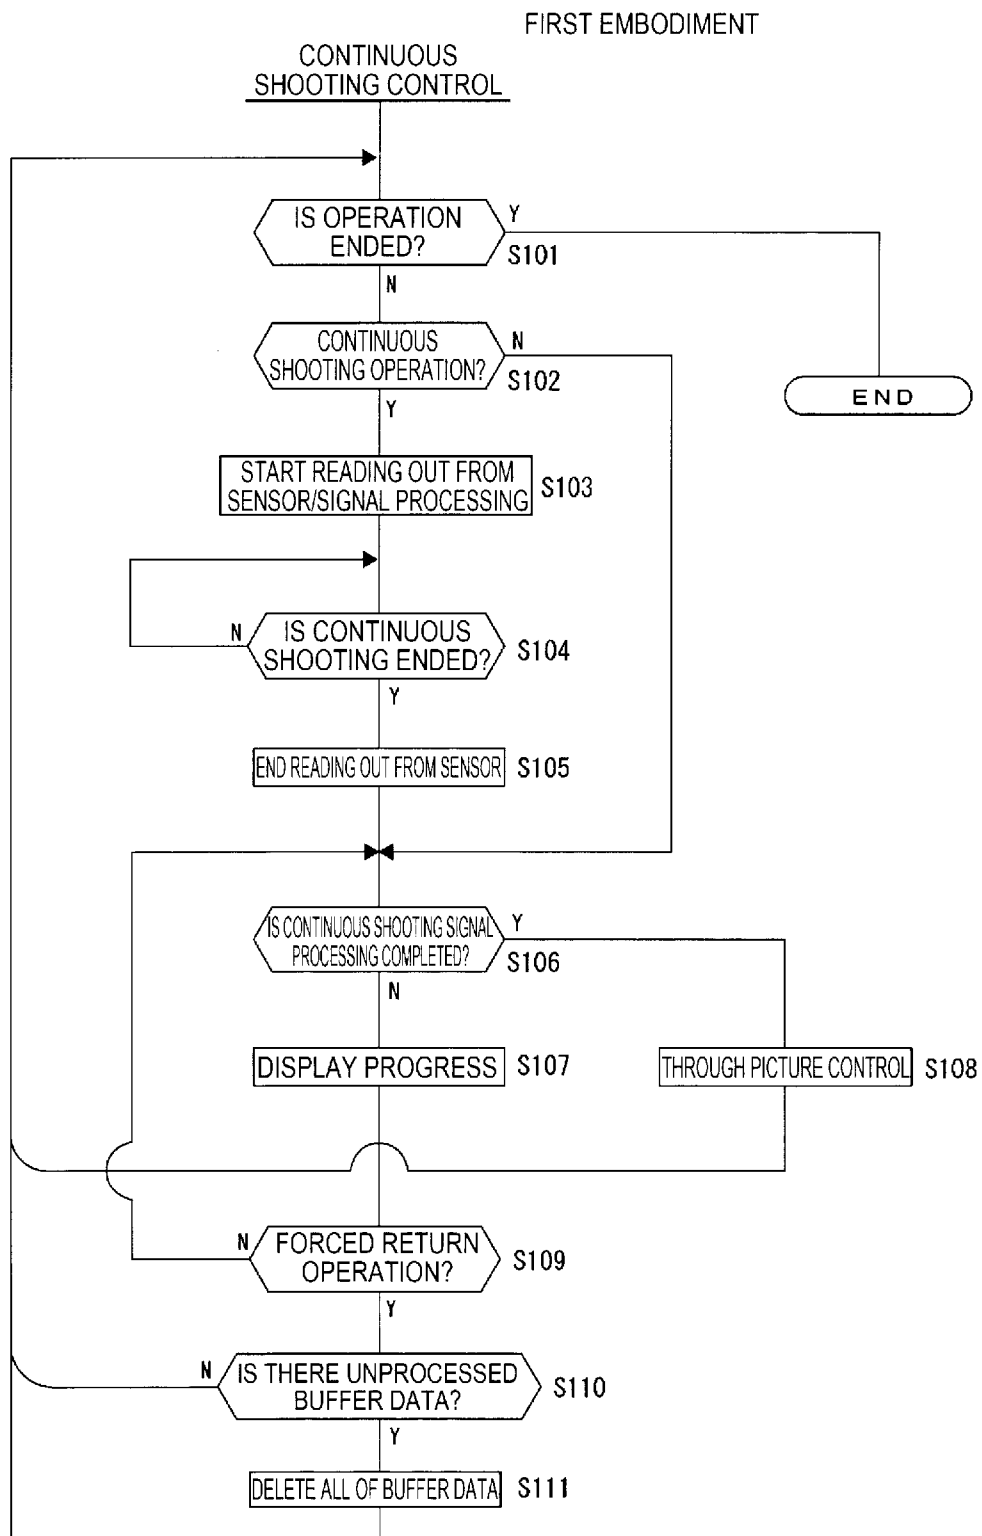 FIRST EMBODIMENT
CONTINUOUS
SHOOTING CONTROL
IS OPERATION
ENDED?
Y
S101
N
CONTINUOUS
SHOOTING OPERATION?
N
S102
Y
END
START READING OUT FROM
SENSOR/SIGNAL PROCESSING
S103
N
IS CONTINUOUS
SHOOTING ENDED?
S104
Y
END READING OUT FROM SENSOR
S105
IS CONTINUOUS SHOOTING SIGNAL
PROCESSING COMPLETED?
Y
S106
N
DISPLAY PROGRESS
S107
THROUGH PICTURE CONTROL
S108
N
FORCED RETURN
OPERATION?
S109
Y
N
IS THERE UNPROCESSED
BUFFER DATA?
S110
Y
DELETE ALL OF BUFFER DATA
S111